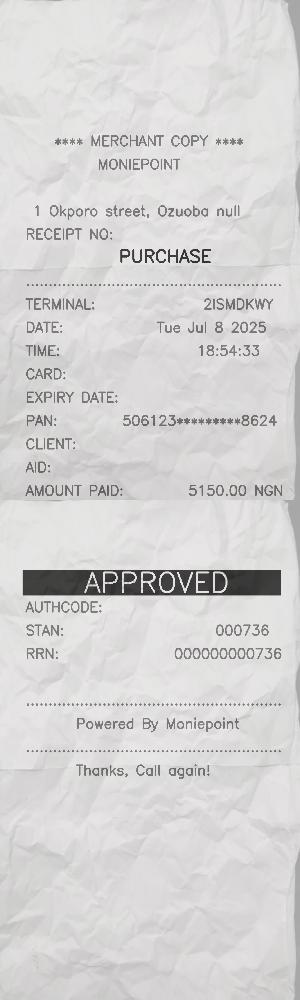 **** MERCHANT COPY ****
MONIEPOINT
1 Okporo street, Ozuoba null
RECEIPT NO:
PURCHASE
TERMINAL: 2ISMDKWY
DATE: Tue Jul 8 2025
TIME: 18:54:33
CARD:
EXPIRY DATE:
PAN: 506123*********8624
CLIENT:
AID:
AMOUNT PAID: 5150.00 NGN
APPROVED
AUTHCODE:
STAN: 000736
RRN: 000000000736
Powered By Moniepoint
Thanks, Call again!